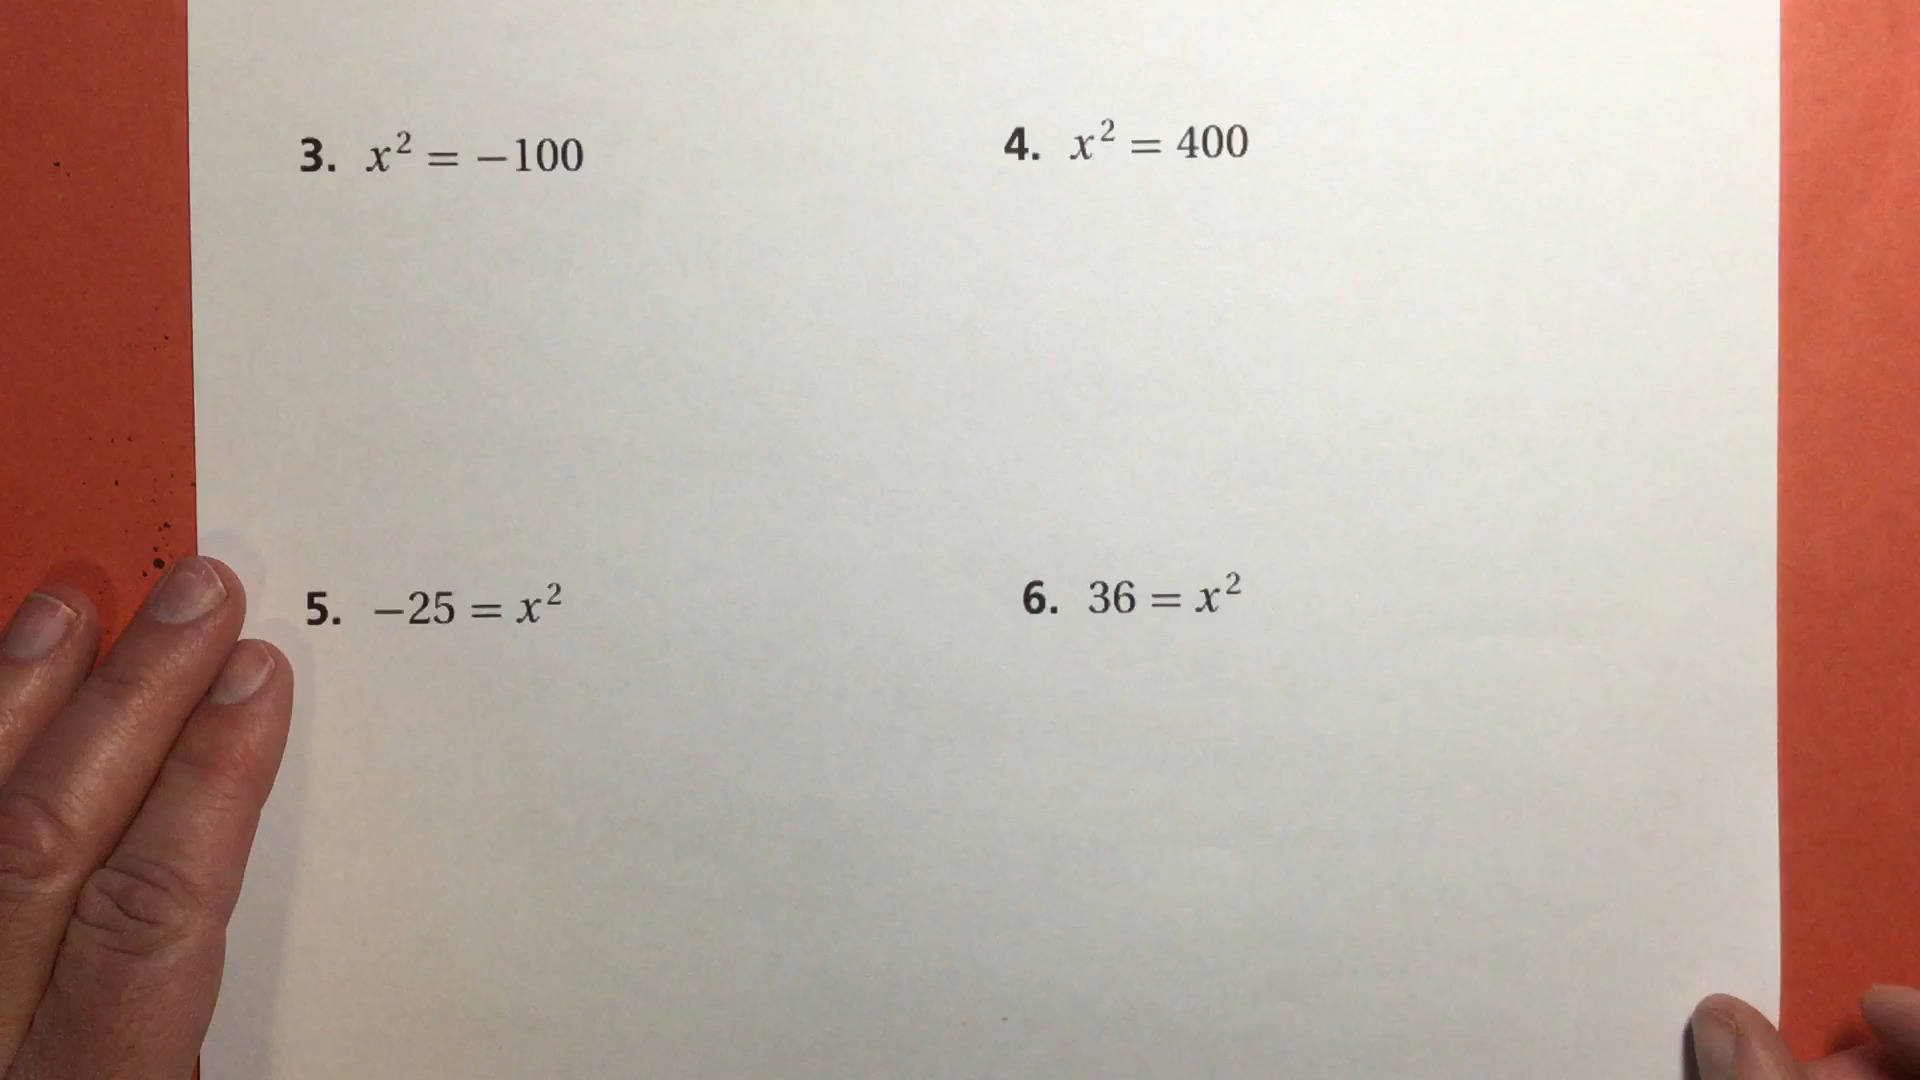 3. x² = −100
4. x² = 400
5. −25 = x²
6. 36 = x²